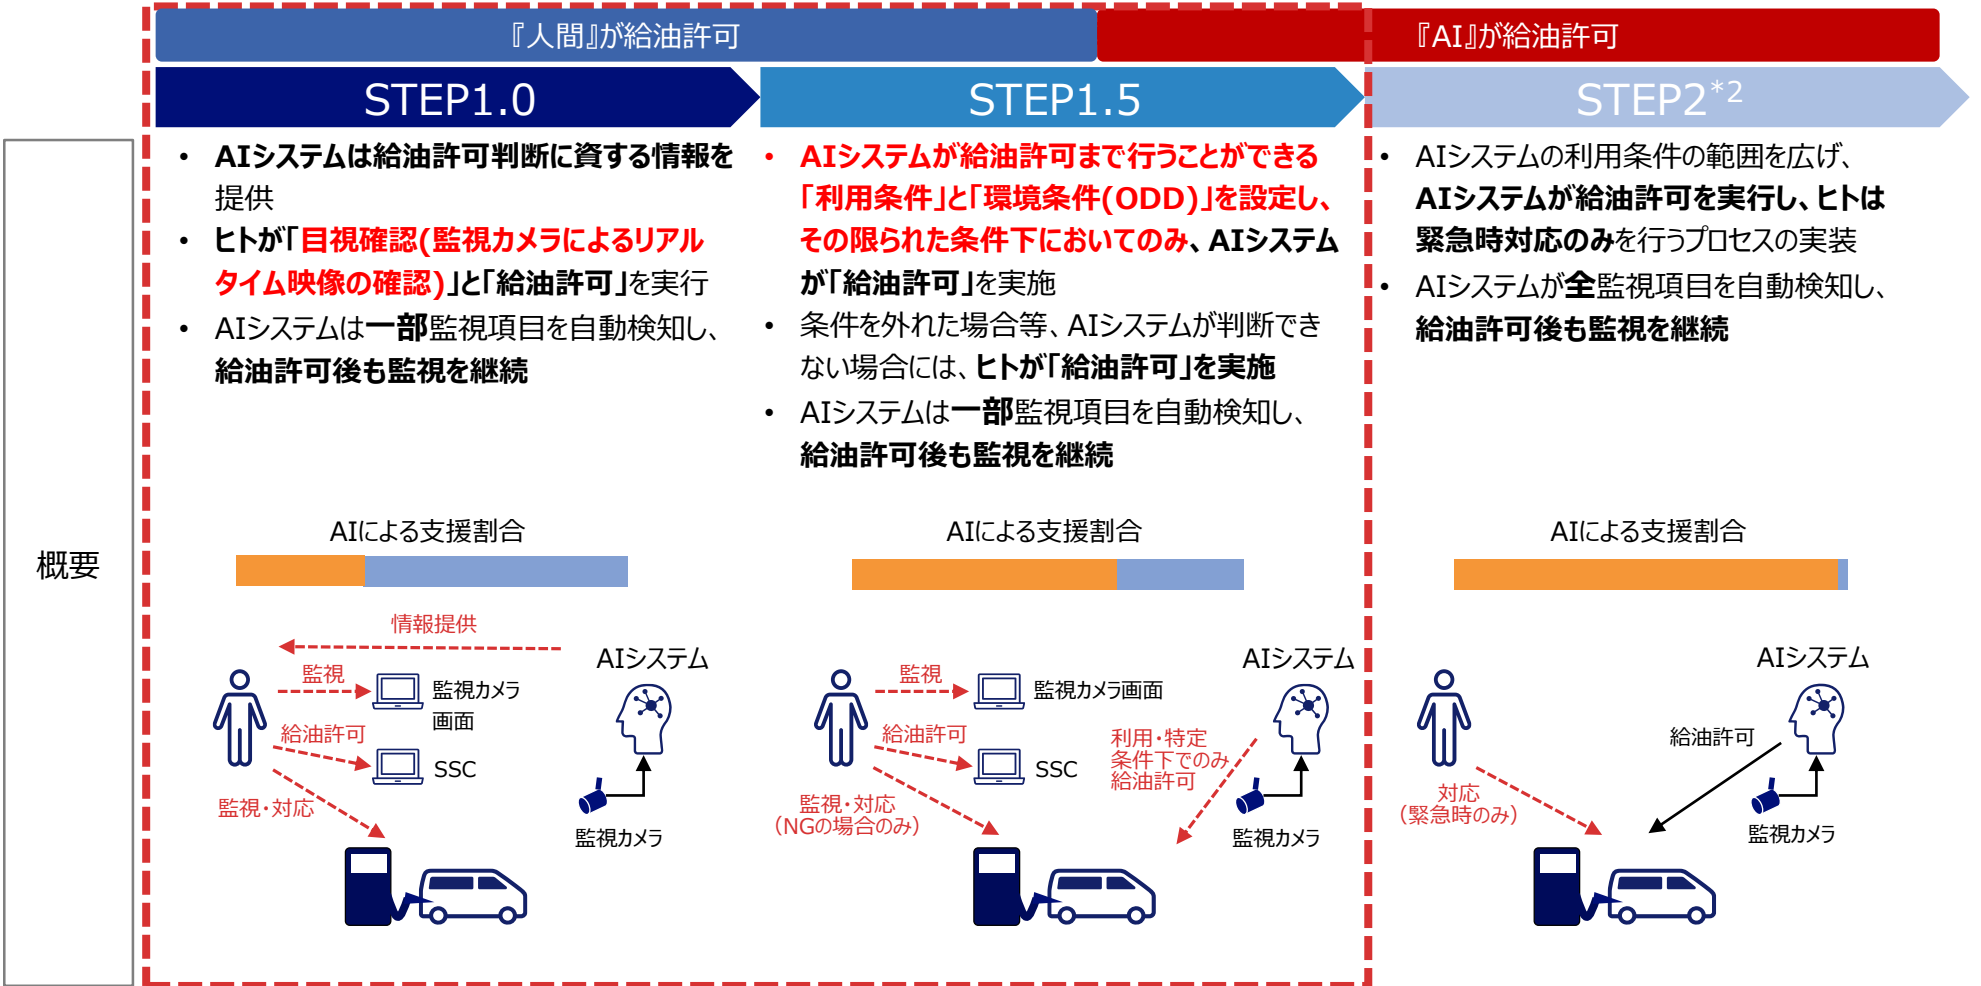 『人間』が給油許可
『AI』が給油許可
STEP1.0
STEP1.5
STEP2*2
概要
• AIシステムは給油許可判断に資する情報を
提供
• ヒトが「目視確認(監視カメラによるリアル
タイム映像の確認)」と「給油許可」を実行
• AIシステムは一部監視項目を自動検知し、
給油許可後も監視を継続
• AIシステムが給油許可まで行うことができる
「利用条件」と「環境条件(ODD)」を設定し、
その限られた条件下においてのみ、AIシステム
が「給油許可」を実施
• 条件を外れた場合等、AIシステムが判断でき
ない場合には、ヒトが「給油許可」を実施
• AIシステムは一部監視項目を自動検知し、
給油許可後も監視を継続
• AIシステムの利用条件の範囲を広げ、
AIシステムが給油許可を実行し、ヒトは
緊急時対応のみを行うプロセスの実装
• AIシステムが全監視項目を自動検知し、
給油許可後も監視を継続
AIによる支援割合
情報提供
AIシステム
監視
監視カメラ
画面
給油許可
SSC
監視・対応
監視カメラ
AIによる支援割合
AIシステム
監視
監視カメラ画面
給油許可
SSC
利用・特定
条件下でのみ
給油許可
監視・対応
（NGの場合のみ）
監視カメラ
AIによる支援割合
AIシステム
給油許可
対応
（緊急時のみ）
監視カメラ